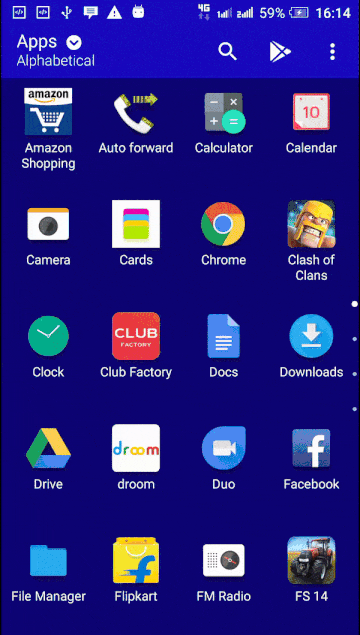 4G 59% 16:14
Apps
Alphabetical
amazon
Amazon Shopping
Auto forward
Calculator
10
Calendar
Camera
Cards
Chrome
Clash of Clans
Clock
CLUB
FACTORY
Club Factory
Docs
Downloads
Drive
droom
droom
Duo
f
Facebook
File Manager
f
Flipkart
FM Radio
FS 14